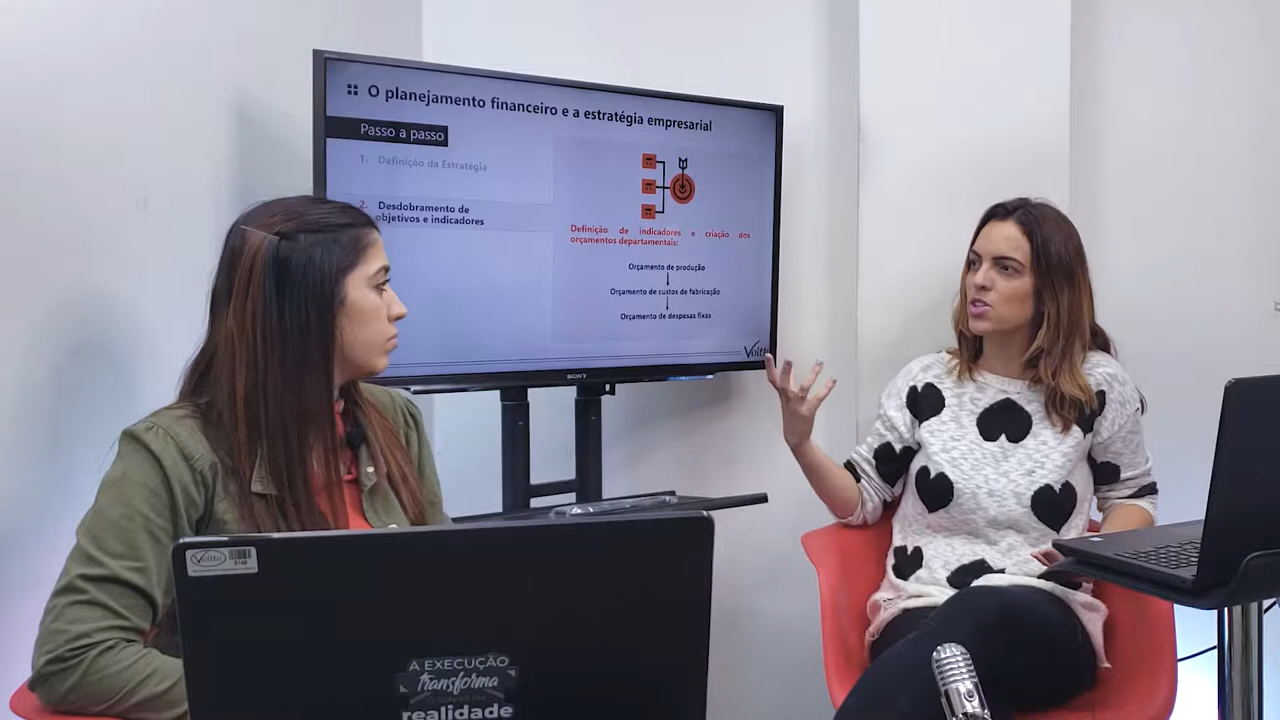 O planejamento financeiro e a estratégia empresarial
Passo a passo
1. Definição da Estratégia
2. Desdobramento de
objetivos e indicadores
Definição de indicadores e criação dos
orçamentos departamentais:
Orçamento de produção
Orçamento de custos de fabricação
Orçamento de despesas fixas
Voitto
SONY
Voitto
A EXECUÇÃO
transforma
realidade